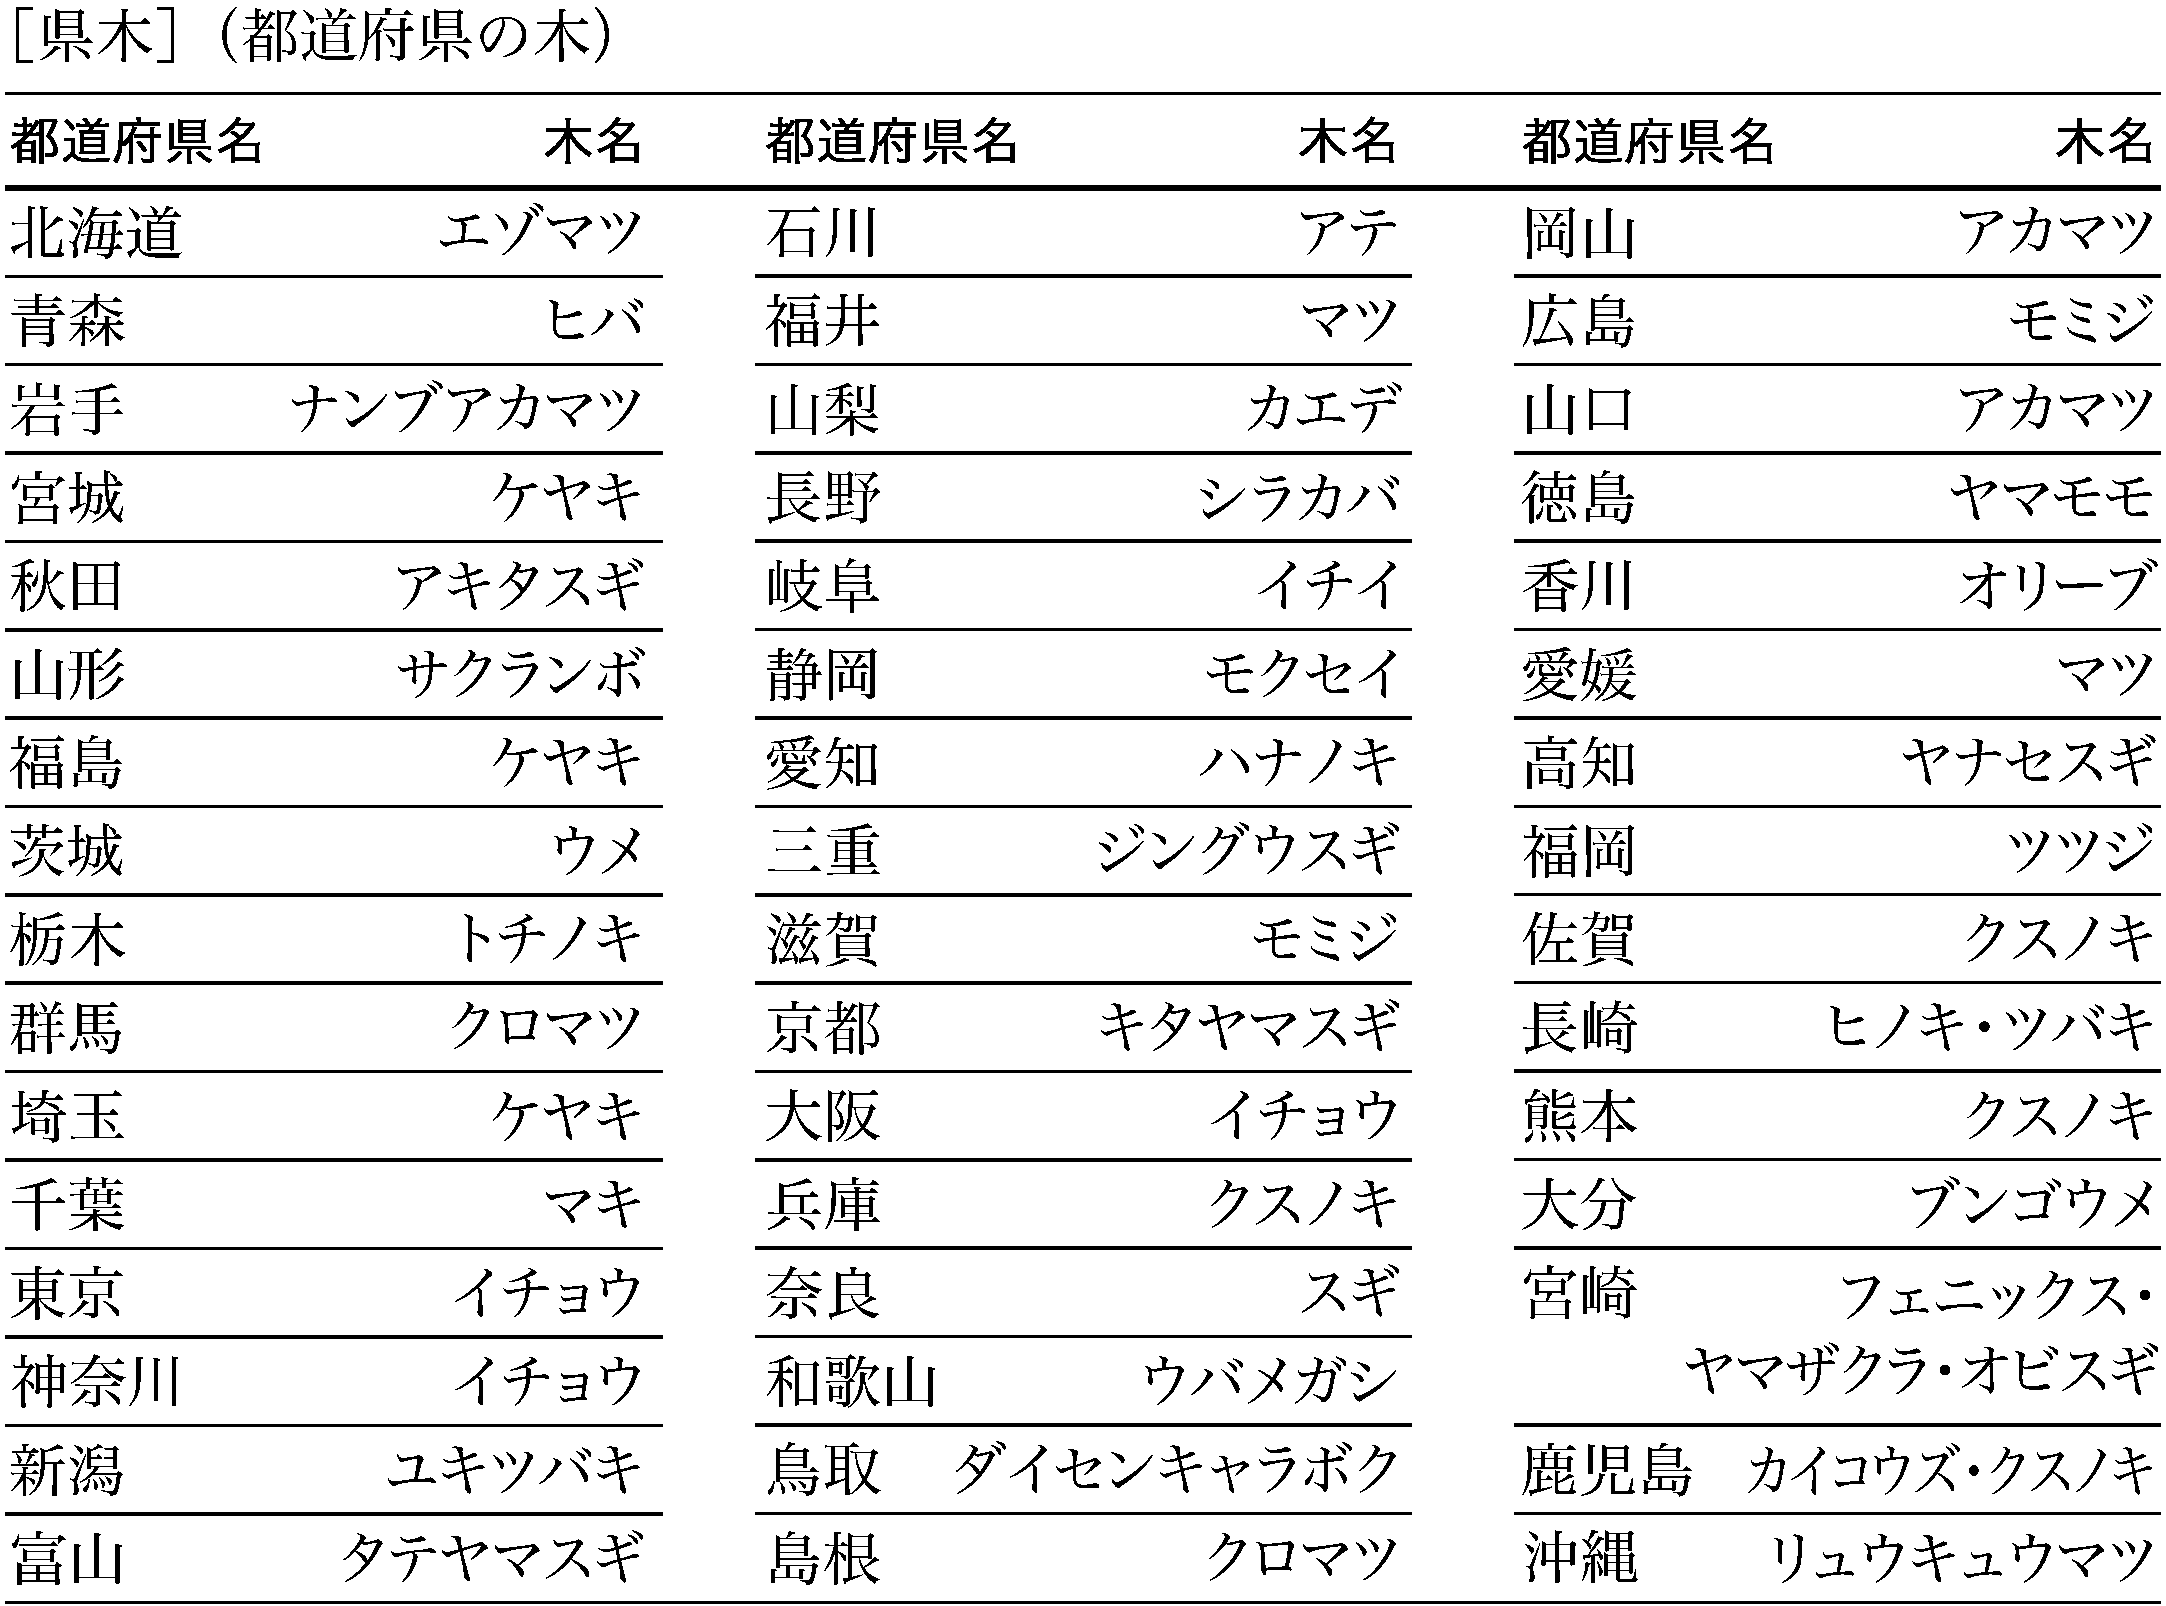 ［県木］（都道府県の木）
都道府県名 木名 都道府県名 木名 都道府県名 木名
北海道 エゾマツ 石川 アテ 岡山 アカマツ
青森 ヒバ 福井 マツ 広島 モミジ
岩手 ナンブアカマツ 山梨 カエデ 山口 アカマツ
宮城 ケヤキ 長野 シラカバ 徳島 ヤマモモ
秋田 アキタスギ 岐阜 イチイ 香川 オリーブ
山形 サクランボ 静岡 モクセイ 愛媛 マツ
福島 ケヤキ 愛知 ハナノキ 高知 ヤナセスギ
茨城 ウメ 三重 ジングウスギ 福岡 ツツジ
栃木 トチノキ 滋賀 モミジ 佐賀 クスノキ
群馬 クロマツ 京都 キタヤマスギ 長崎 ヒノキ・ツバキ
埼玉 ケヤキ 大阪 イチョウ 熊本 クスノキ
千葉 マキ 兵庫 クスノキ 大分 ブンゴウメ
東京 イチョウ 奈良 スギ 宮崎 フェニックス・
神奈川 イチョウ 和歌山 ウバメガシ ヤマザクラ・オビスギ
新潟 ユキツバキ 鳥取 ダイセンキャラボク 鹿児島 カイコウズ・クスノキ
富山 タテヤマスギ 島根 クロマツ 沖縄 リュウキュウマツ